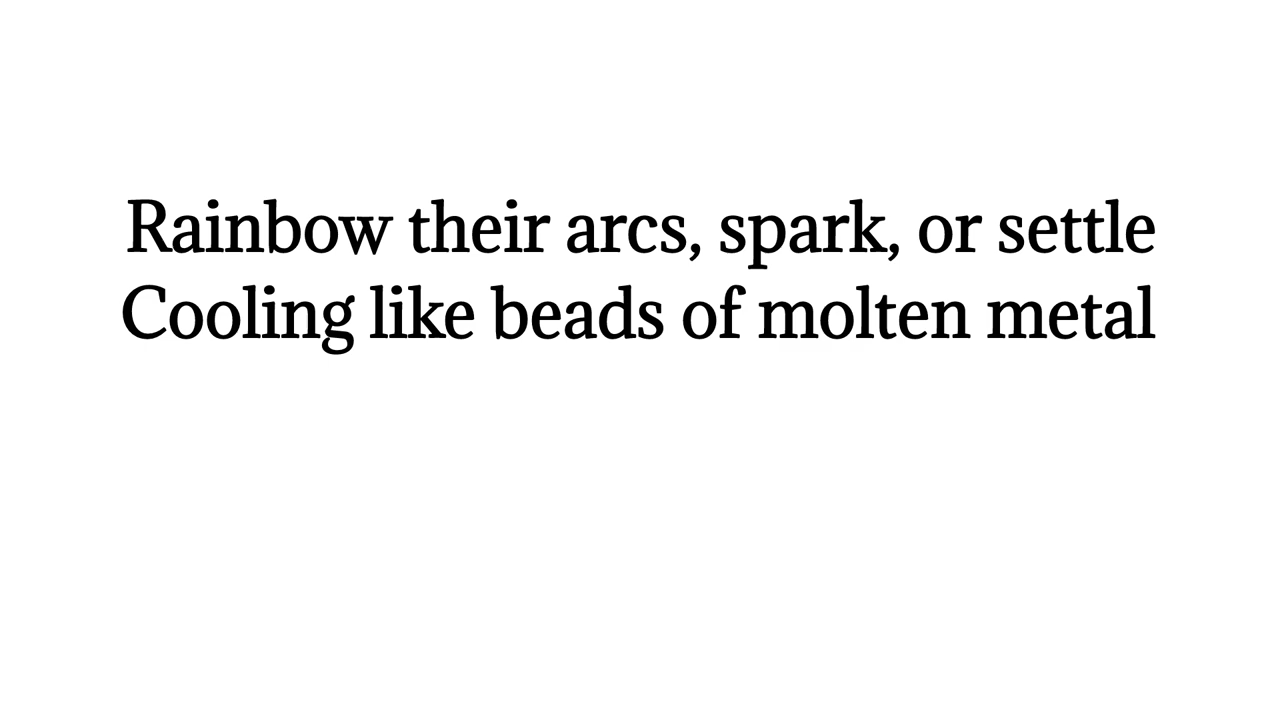 Rainbow their arcs, spark, or settle
Cooling like beads of molten metal